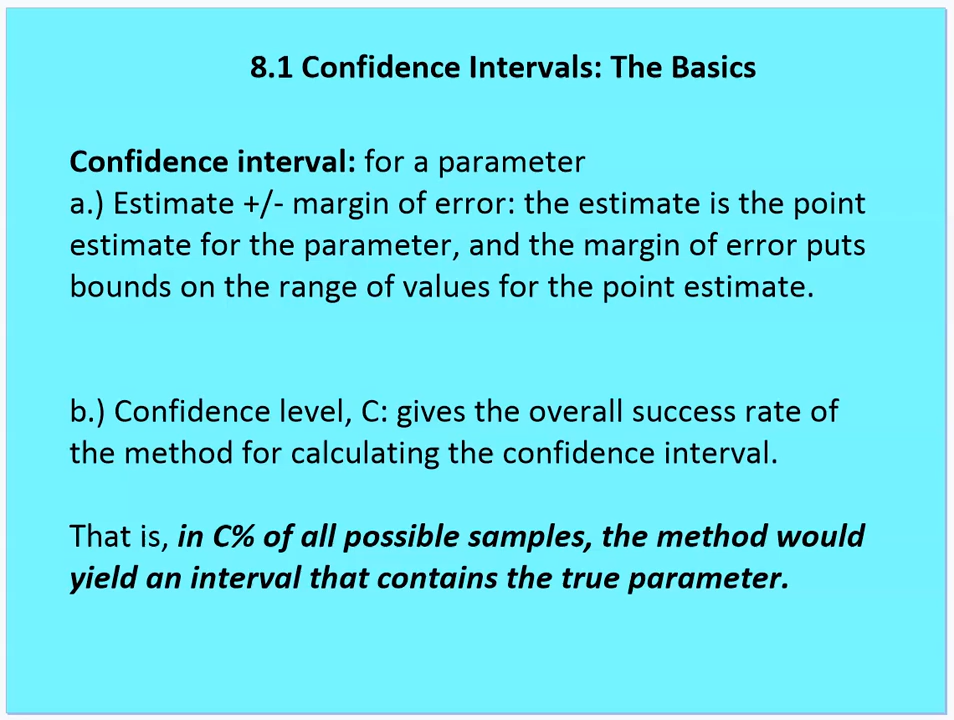 8.1 Confidence Intervals: The Basics
Confidence interval: for a parameter
a.) Estimate +/- margin of error: the estimate is the point
estimate for the parameter, and the margin of error puts
bounds on the range of values for the point estimate.
b.) Confidence level, C: gives the overall success rate of
the method for calculating the confidence interval.
That is, in C% of all possible samples, the method would
yield an interval that contains the true parameter.